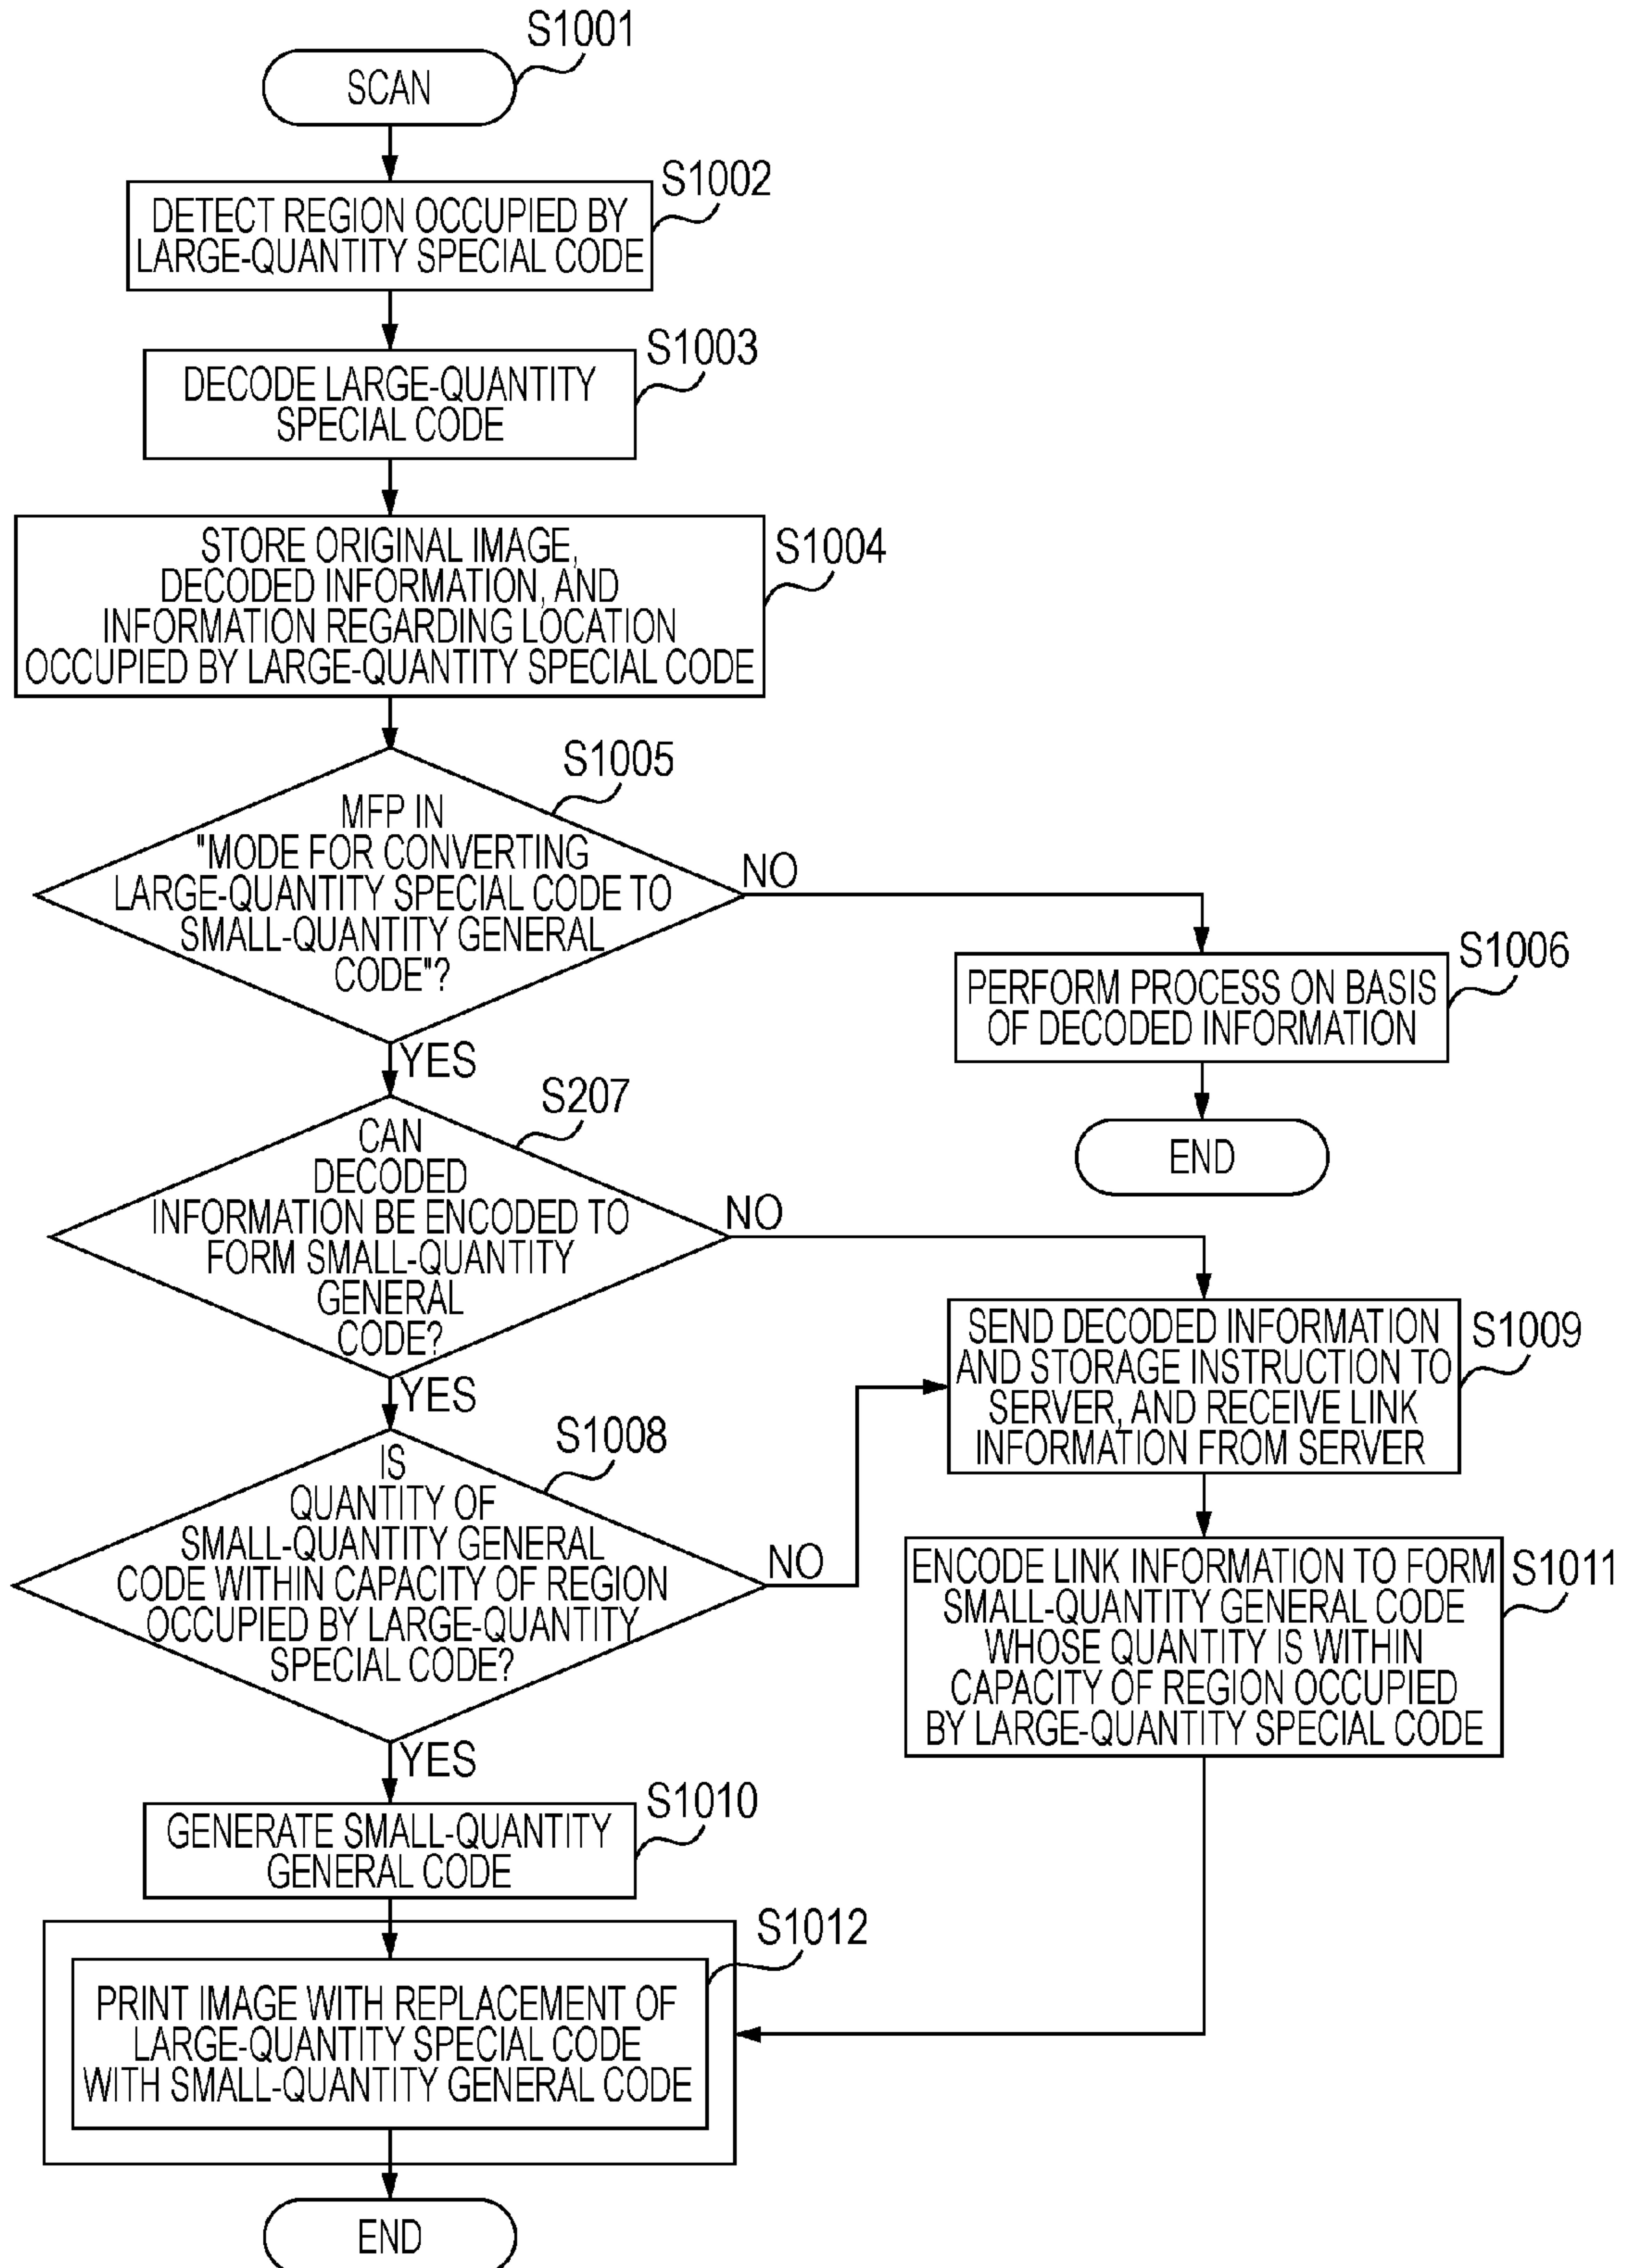 S1001
SCAN
S1002
DETECT REGION OCCUPIED BY
LARGE-QUANTITY SPECIAL CODE
S1003
DECODE LARGE-QUANTITY
SPECIAL CODE
S1004
STORE ORIGINAL IMAGE,
DECODED INFORMATION, AND
INFORMATION REGARDING LOCATION
OCCUPIED BY LARGE-QUANTITY SPECIAL CODE
S1005
MFP IN
"MODE FOR CONVERTING
LARGE-QUANTITY SPECIAL CODE TO
SMALL-QUANTITY GENERAL
CODE"?
NO
YES
S1006
PERFORM PROCESS ON BASIS
OF DECODED INFORMATION
END
S207
CAN
DECODED
INFORMATION BE ENCODED TO
FORM SMALL-QUANTITY
GENERAL
CODE?
NO
YES
S1008
IS
QUANTITY OF
SMALL-QUANTITY GENERAL
CODE WITHIN CAPACITY OF REGION
OCCUPIED BY LARGE-QUANTITY
SPECIAL CODE?
NO
YES
S1009
SEND DECODED INFORMATION
AND STORAGE INSTRUCTION TO
SERVER, AND RECEIVE LINK
INFORMATION FROM SERVER
S1011
ENCODE LINK INFORMATION TO FORM
SMALL-QUANTITY GENERAL CODE
WHOSE QUANTITY IS WITHIN
CAPACITY OF REGION OCCUPIED
BY LARGE-QUANTITY SPECIAL CODE
S1010
GENERATE SMALL-QUANTITY
GENERAL CODE
S1012
PRINT IMAGE WITH REPLACEMENT OF
LARGE-QUANTITY SPECIAL CODE
WITH SMALL-QUANTITY GENERAL CODE
END